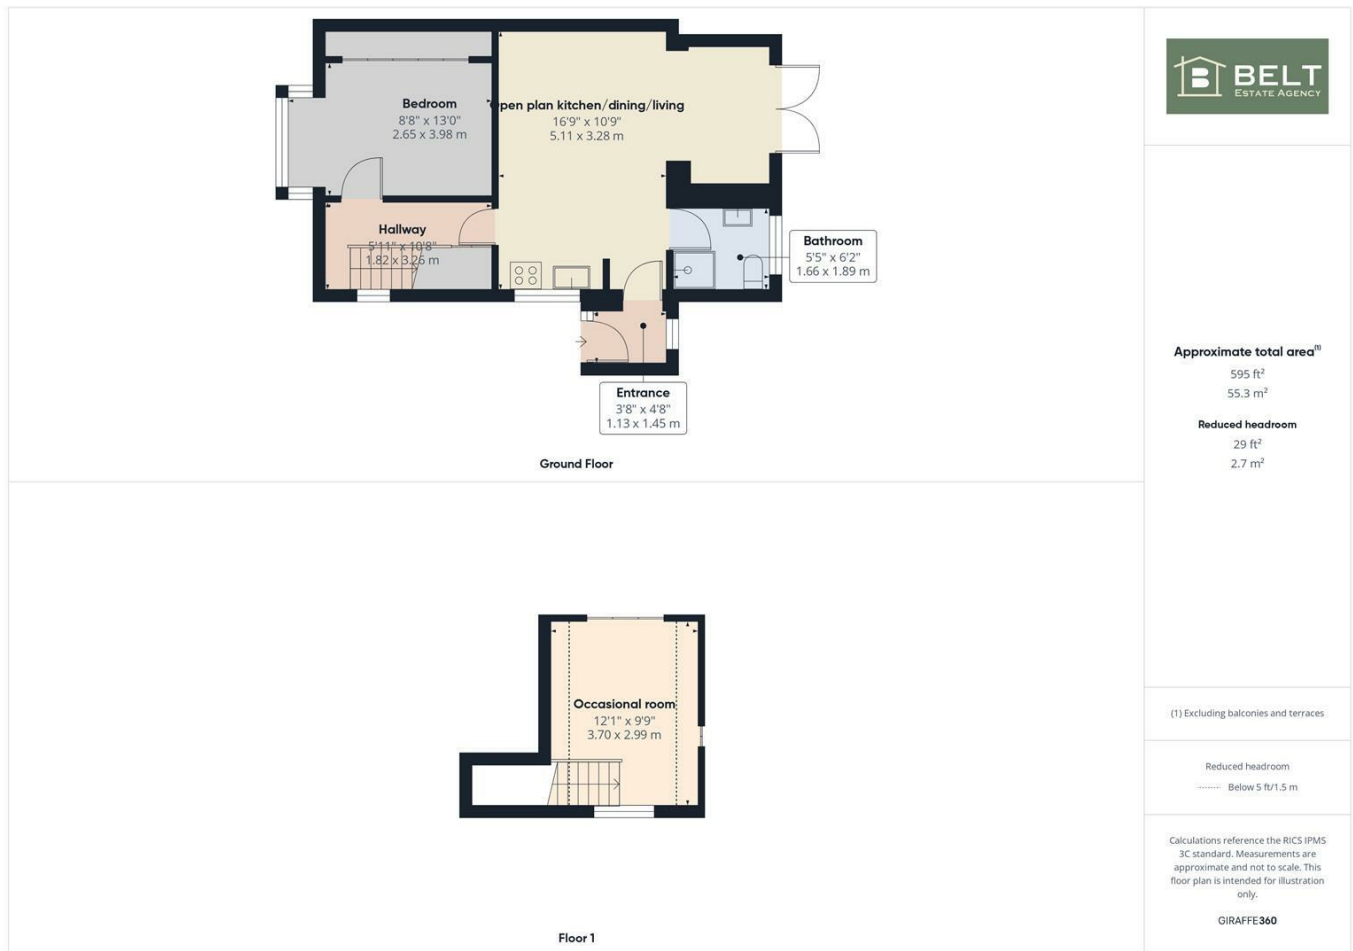 Bedroom
8'8" x 13'0"
2.65 x 3.98 m
Open plan kitchen/dining/living
16'9" x 10'9"
5.11 x 3.28 m
Hallway
5'11" x 10'8"
1.82 x 3.26 m
Bathroom
5'5" x 6'2"
1.66 x 1.89 m
Entrance
3'8" x 4'8"
1.13 x 1.45 m
Ground Floor
Occasional room
12'1" x 9'9"
3.70 x 2.99 m
Floor 1
B BELT
ESTATE AGENCY
Approximate total area⁽¹⁾
595 ft²
55.3 m²
Reduced headroom
29 ft²
2.7 m²
(1) Excluding balconies and terraces
Reduced headroom
Below 5 ft/1.5 m
Calculations reference the RICS IPMS
3C standard. Measurements are
approximate and not to scale. This
floor plan is intended for illustration
only.
GIRAFFE360